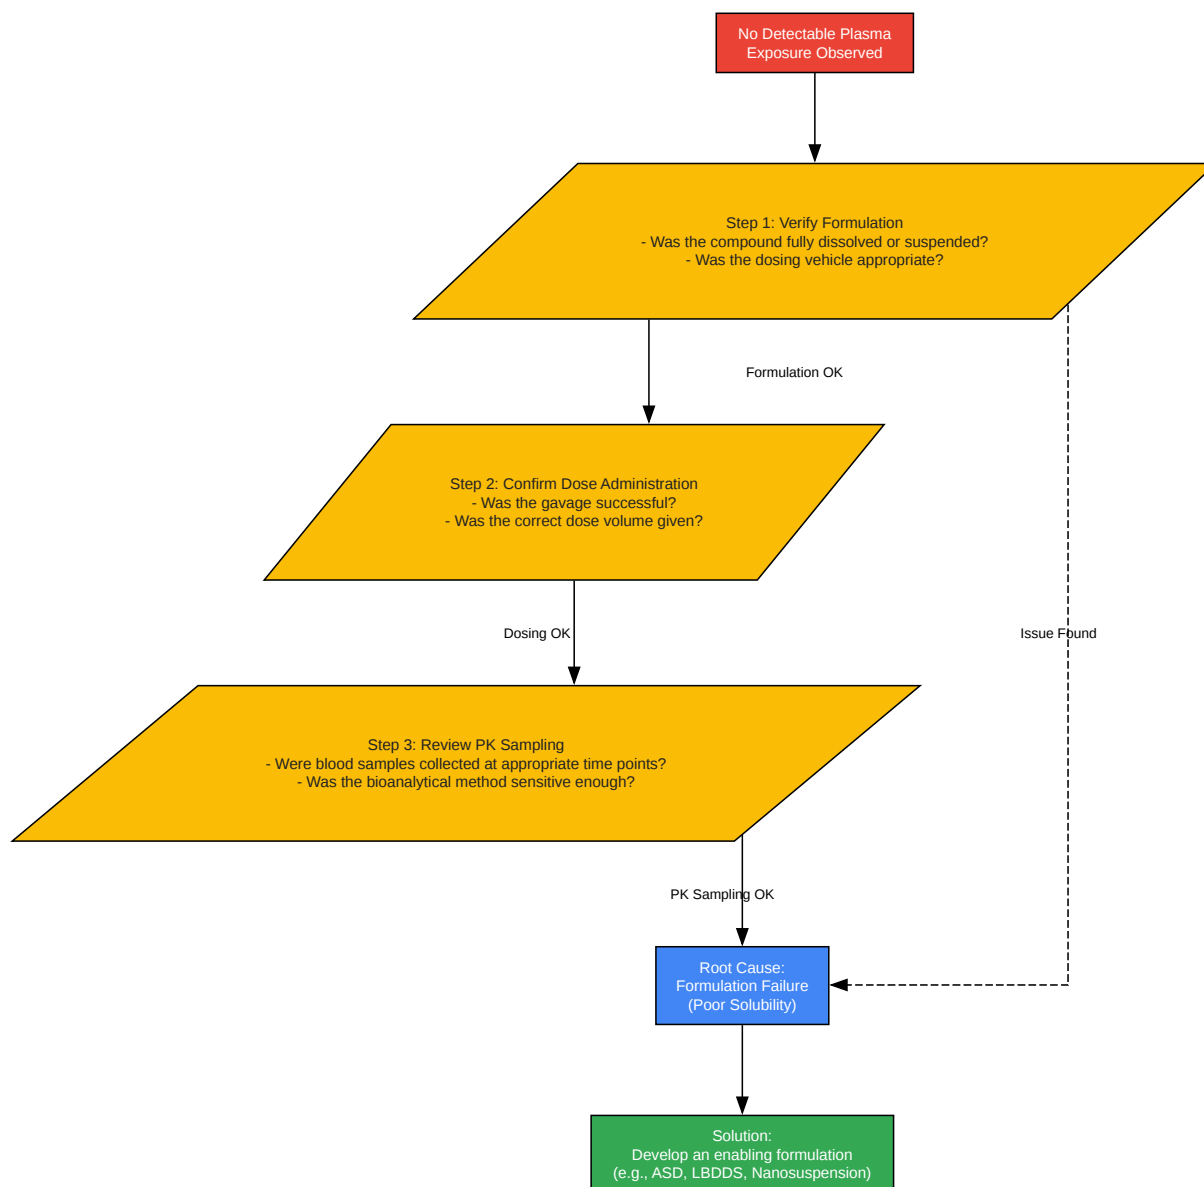 No Detectable Plasma
Exposure Observed
Step 1: Verify Formulation
- Was the compound fully dissolved or suspended?
- Was the dosing vehicle appropriate?
Formulation OK
Step 2: Confirm Dose Administration
- Was the gavage successful?
- Was the correct dose volume given?
Dosing OK
Issue Found
Step 3: Review PK Sampling
- Were blood samples collected at appropriate time points?
- Was the bioanalytical method sensitive enough?
PK Sampling OK
Root Cause:
Formulation Failure
(Poor Solubility)
Solution:
Develop an enabling formulation
(e.g., ASD, LBDDS, Nanosuspension)